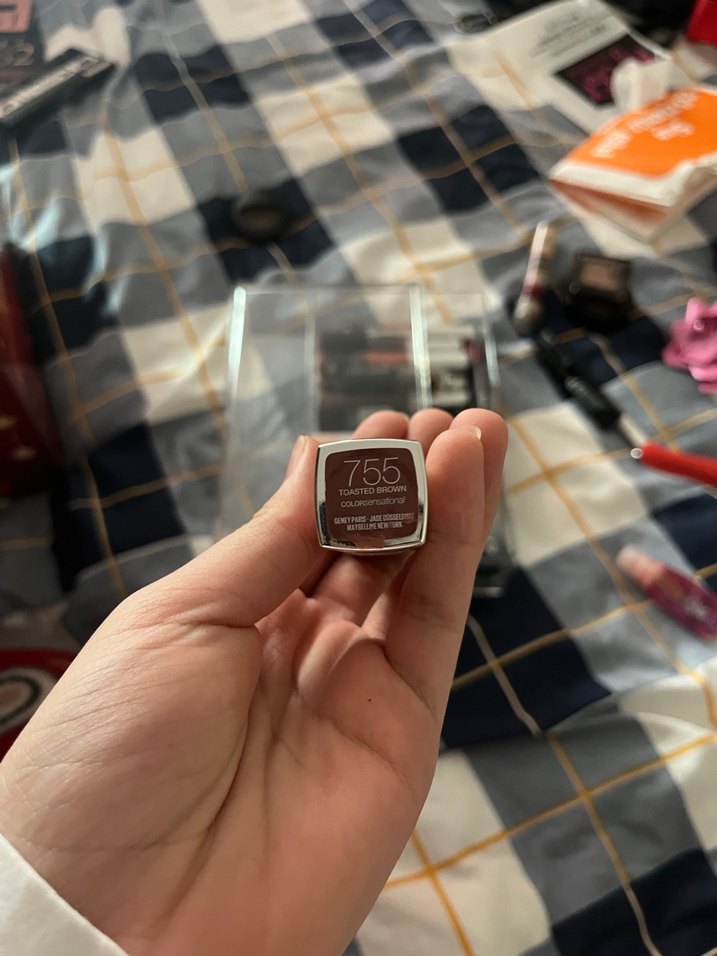 755
TOASTED BROWN
COLORsensational
GEMEY PARIS · JADE DÜSSELDORF
MAYBELLINE NEW YORK